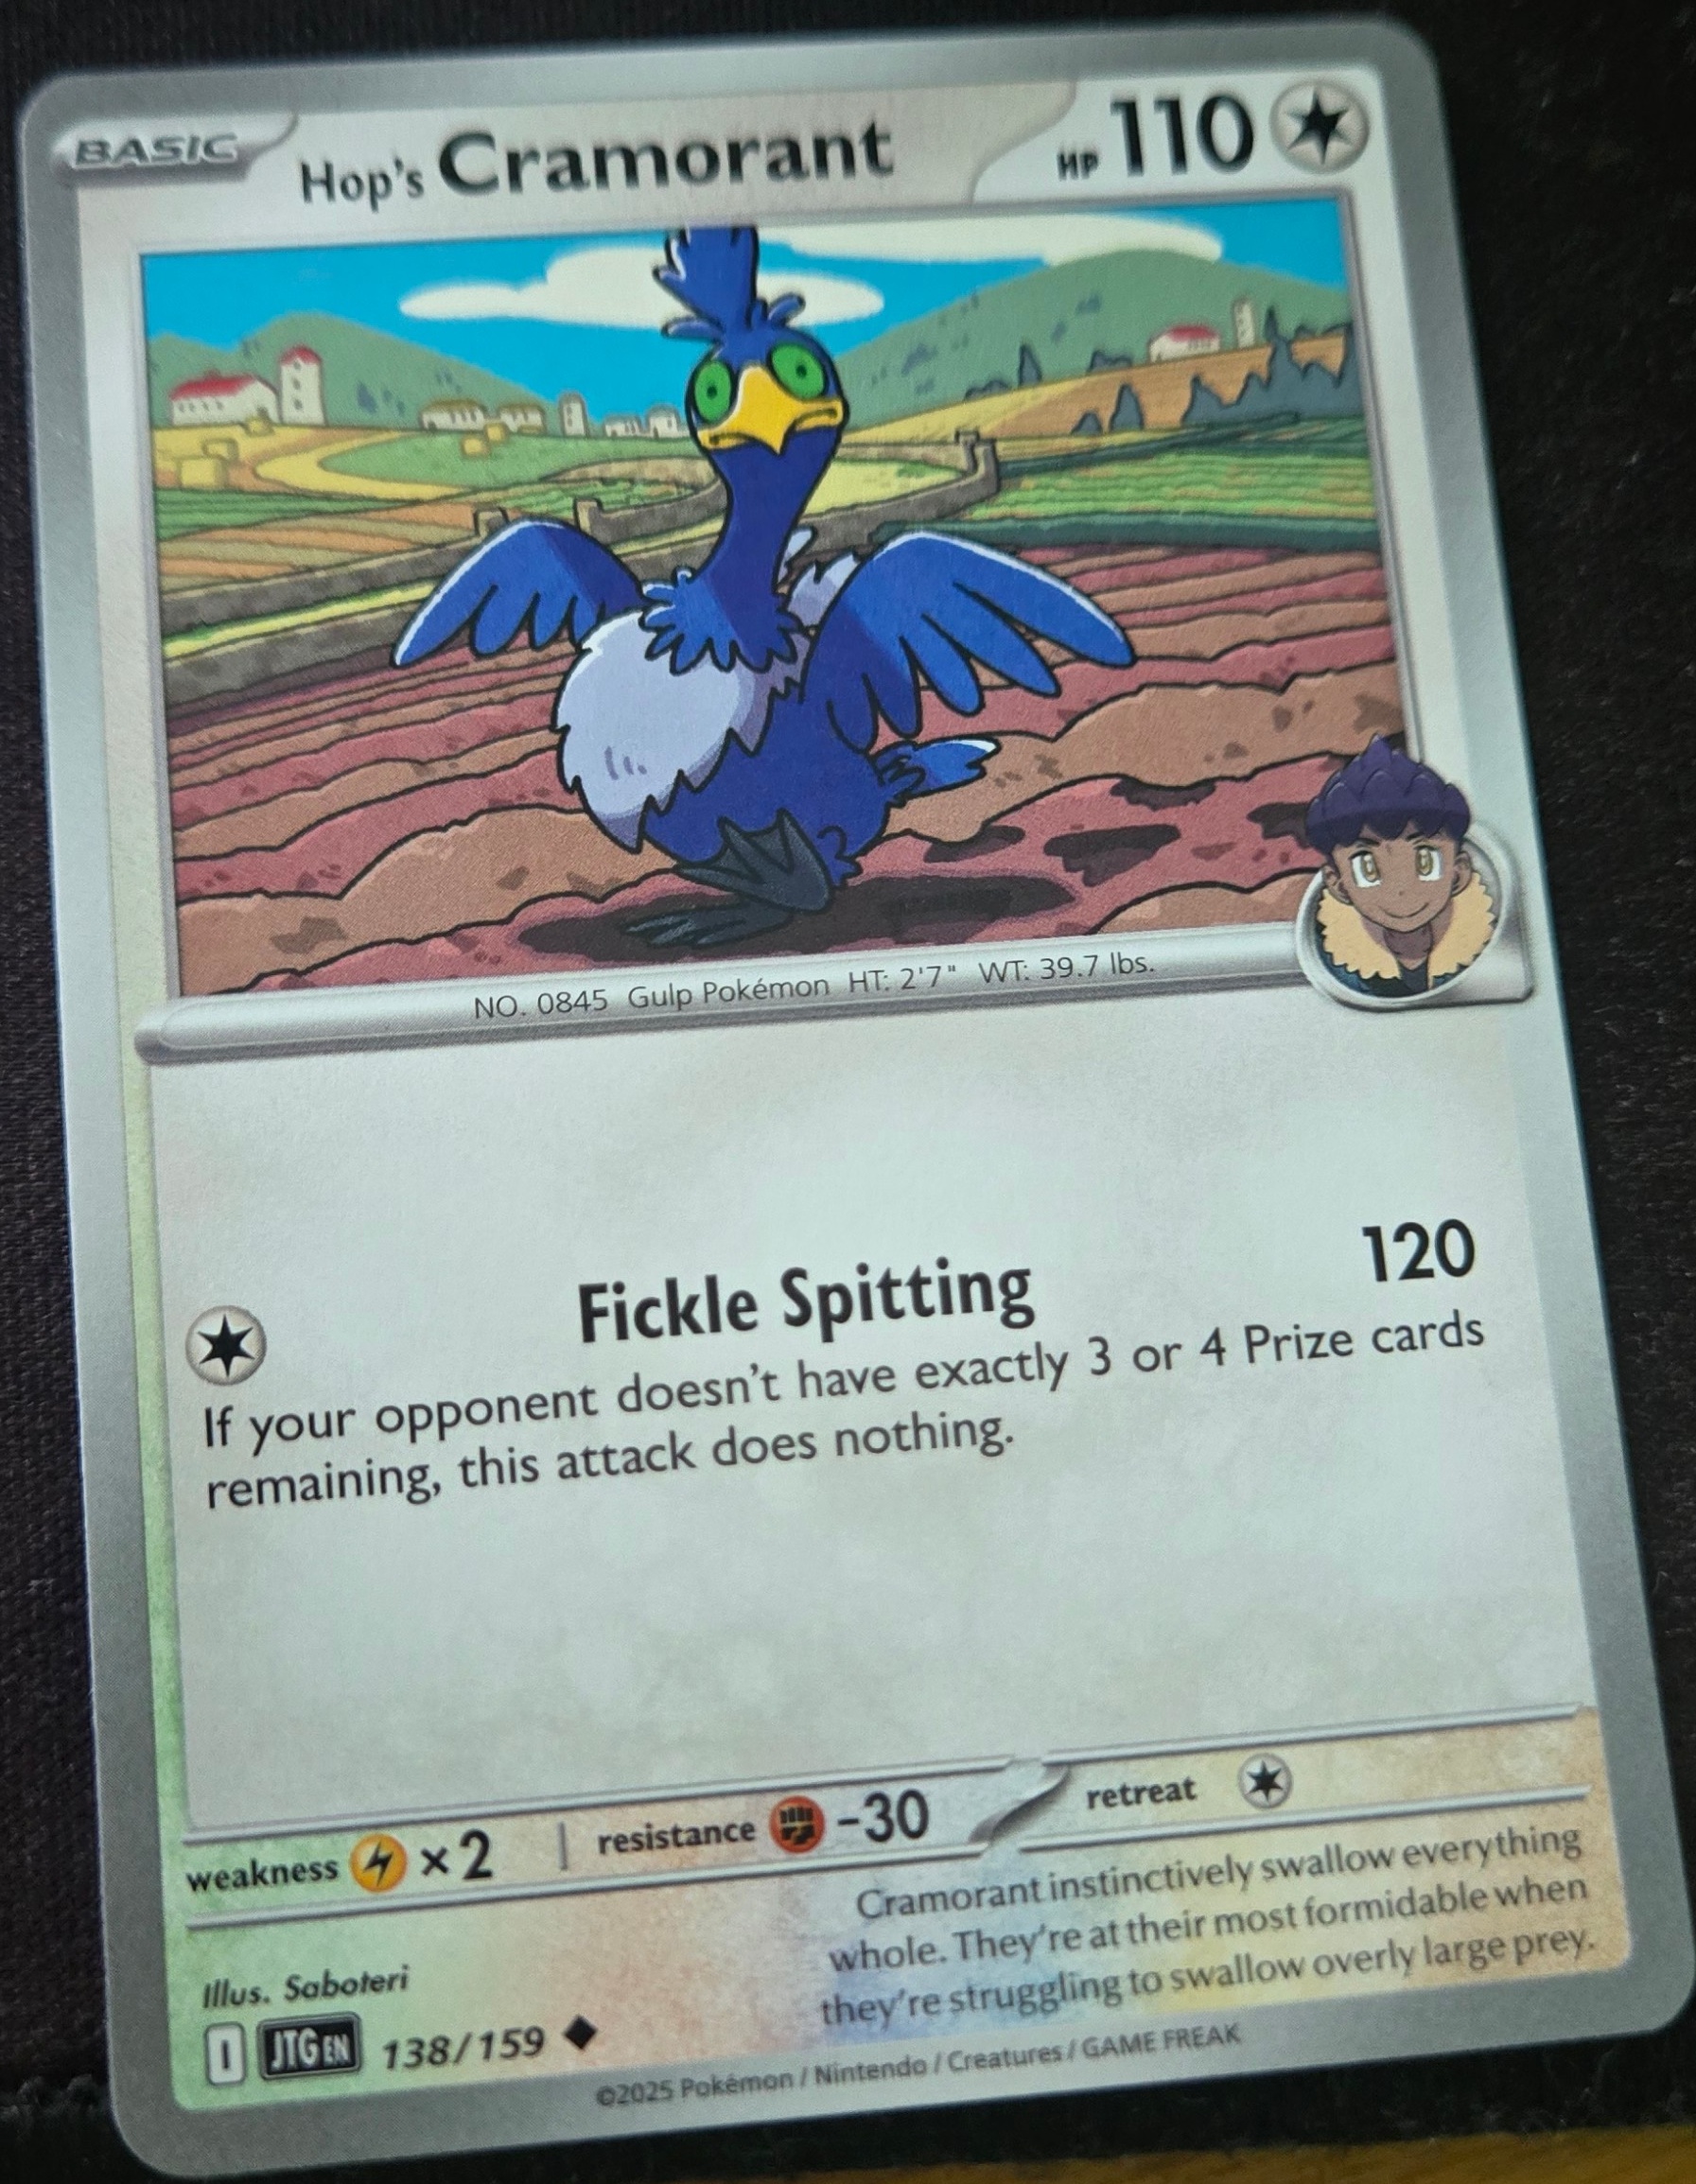 BASIC
Hop's Cramorant
HP 110
NO. 0845 Gulp Pokémon HT: 2'7" WT: 39.7 lbs.
Fickle Spitting 120
If your opponent doesn't have exactly 3 or 4 Prize cards
remaining, this attack does nothing.
weakness ×2 resistance -30 retreat
Cramorant instinctively swallow everything
whole. They're at their most formidable when
they're struggling to swallow overly large prey.
Illus. Saboteri
I JTG EN 138/159
©2025 Pokémon / Nintendo / Creatures / GAME FREAK